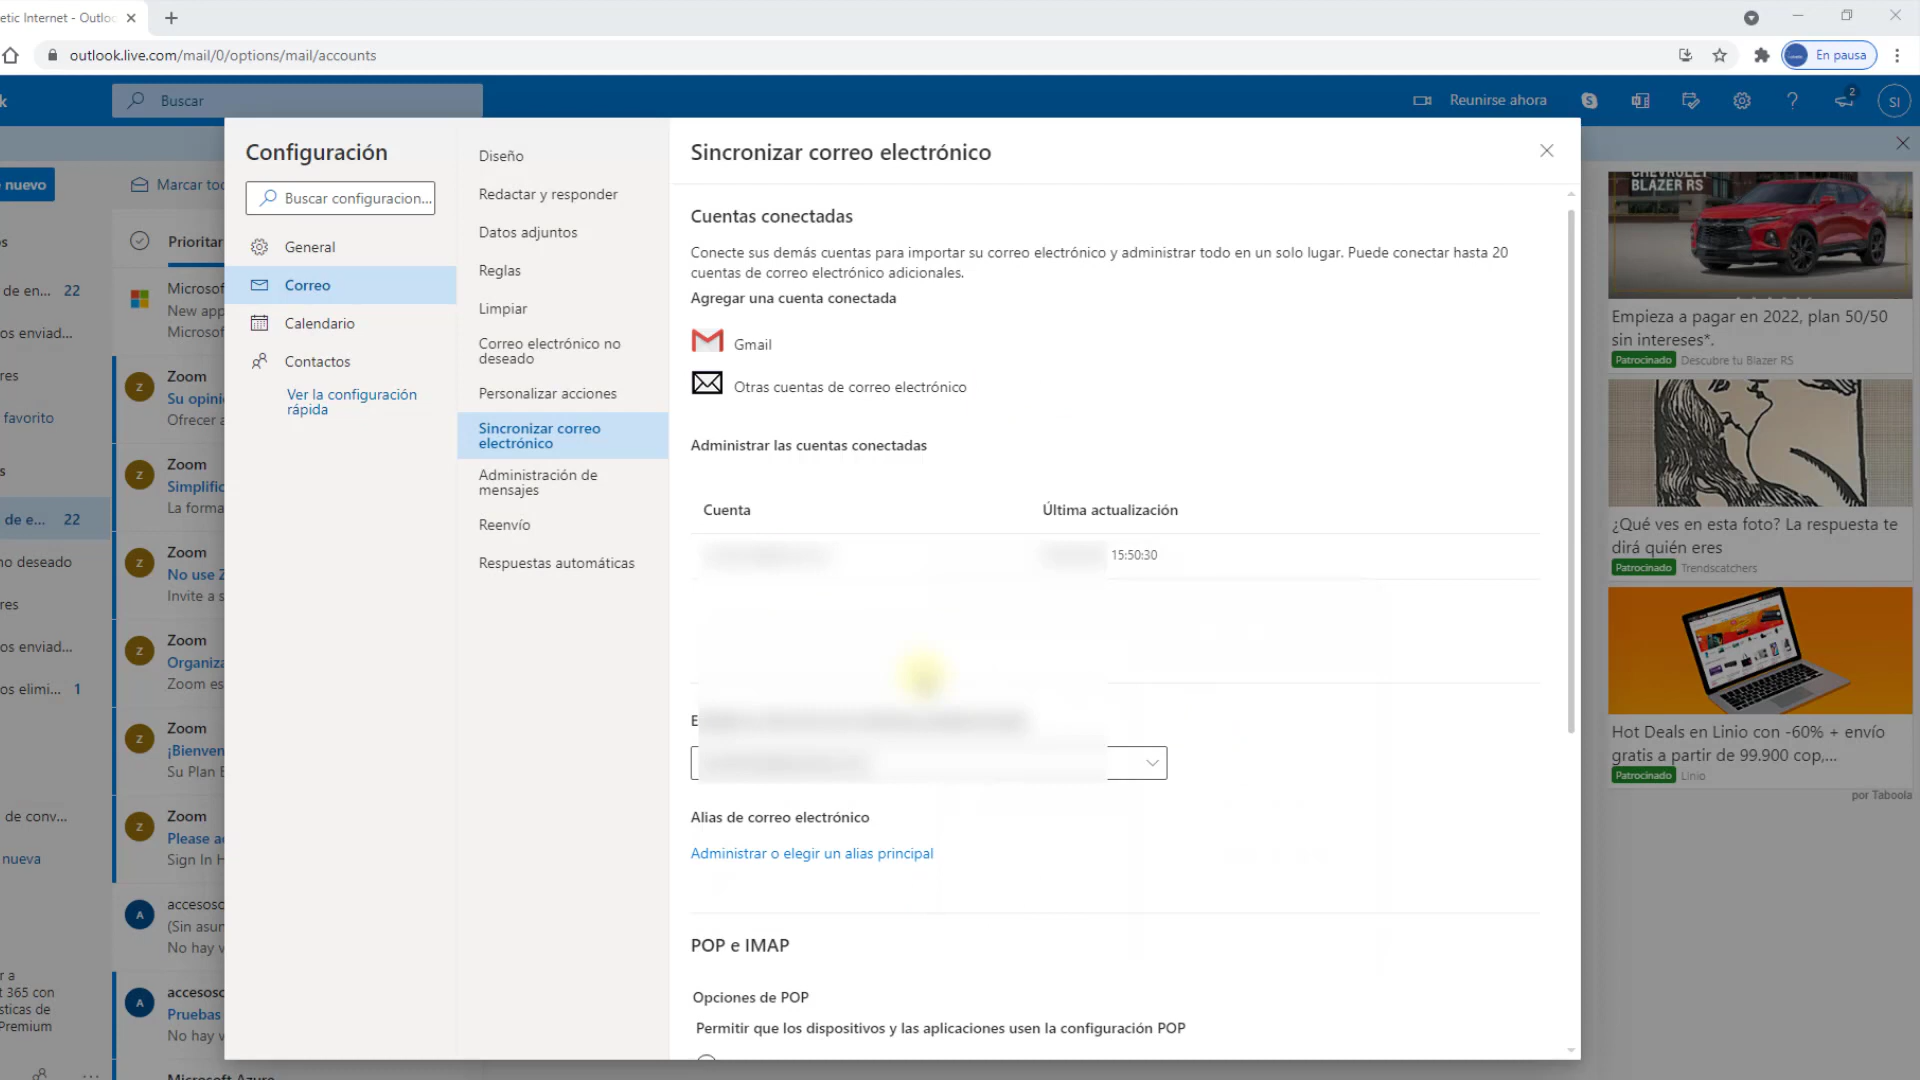 etic Internet - Outlo
outlook.live.com/mail/0/options/mail/accounts
En pausa
k
Buscar
Reunirse ahora
2
SI
nuevo
Marcar toc
s
Prioritar
de en... 22
os enviad...
res
favorito
s
de e... 22
no deseado
res
os enviad...
os elimi... 1
de conv...
nueva
r a
t 365 con
sticas de
Premium
Microsof
New app
Microsof
Z
Zoom
Su opini
Ofrecer a
Z
Zoom
Simplific
La forma
Z
Zoom
No use Z
Invite a s
Z
Zoom
Organiza
Zoom es
Z
Zoom
¡Bienven
Su Plan B
Z
Zoom
Please ac
Sign In H
A
accesosc
(Sin asun
No hay v
A
accesosc
Pruebas
No hay v
Microsoft Azure
Configuración
Buscar configuracion...
General
Correo
Calendario
Contactos
Ver la configuración
rápida
Diseño
Redactar y responder
Datos adjuntos
Reglas
Limpiar
Correo electrónico no
deseado
Personalizar acciones
Sincronizar correo
electrónico
Administración de
mensajes
Reenvío
Respuestas automáticas
Sincronizar correo electrónico
Cuentas conectadas
Conecte sus demás cuentas para importar su correo electrónico y administrar todo en un solo lugar. Puede conectar hasta 20
cuentas de correo electrónico adicionales.
Agregar una cuenta conectada
Gmail
Otras cuentas de correo electrónico
Administrar las cuentas conectadas
Cuenta Última actualización
15:50:30
E
Alias de correo electrónico
Administrar o elegir un alias principal
POP e IMAP
Opciones de POP
Permitir que los dispositivos y las aplicaciones usen la configuración POP
CHEVROLET
BLAZER RS
Empieza a pagar en 2022, plan 50/50
sin intereses*.
Patrocinado Descubre tu Blazer RS
¿Qué ves en esta foto? La respuesta te
dirá quién eres
Patrocinado Trendscatchers
Hot Deals en Linio con -60% + envío
gratis a partir de 99.900 cop,...
Patrocinado Linio
por Taboola